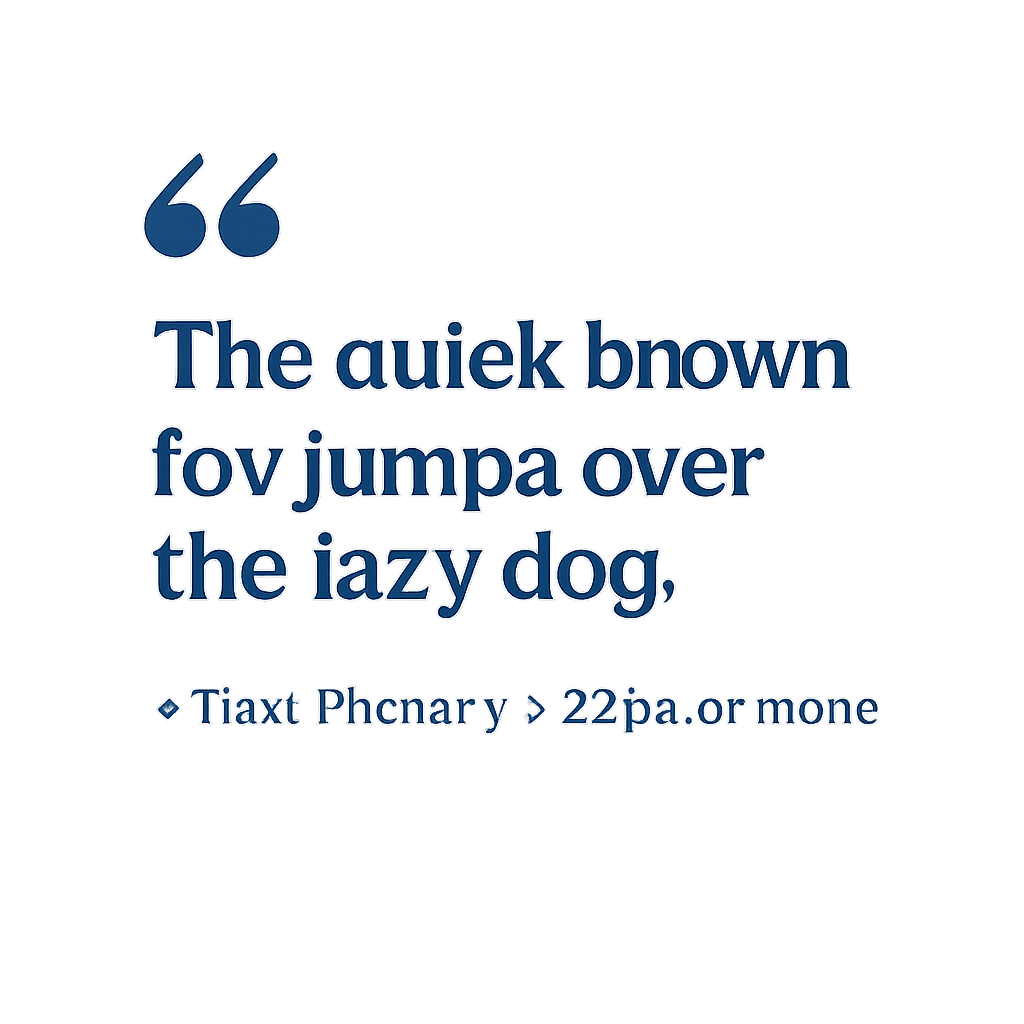 “
The auiek bnown
fov jumpa over
the iazy dog,
Tiaxt Phcnary > 22pa.or mone